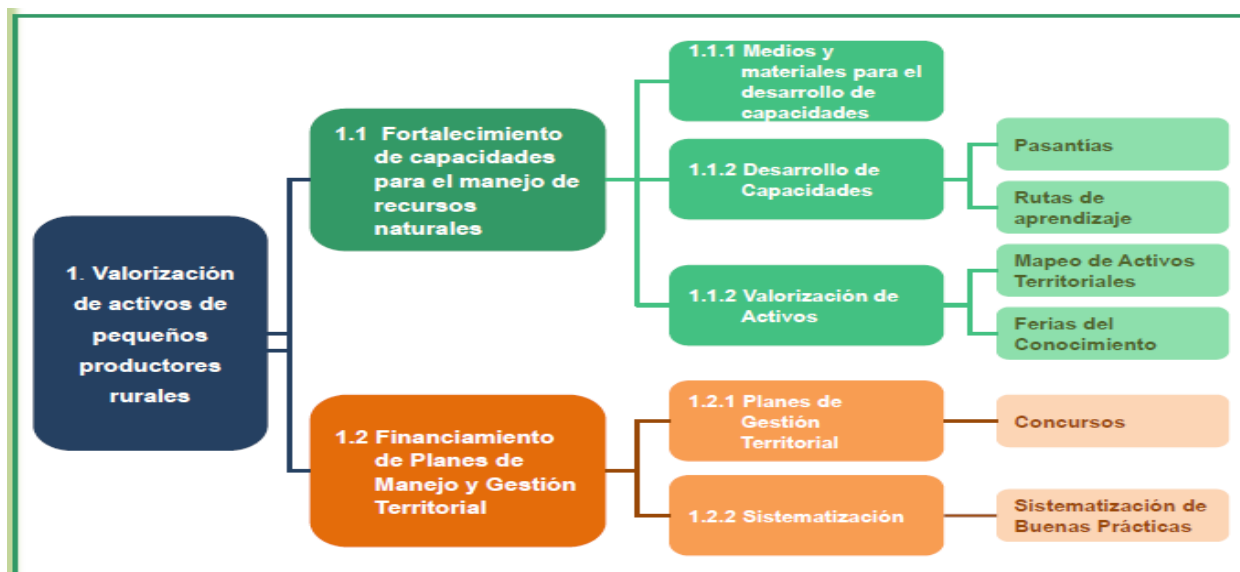 1. Valorización
de activos de
pequeños
productores
rurales
1.1 Fortalecimiento
de capacidades
para el manejo de
recursos
naturales
1.1.1 Medios y
materiales para el
desarrollo de
capacidades
1.1.2 Desarrollo de
Capacidades
Pasantías
Rutas de
aprendizaje
1.1.2 Valorización de
Activos
Mapeo de Activos
Territoriales
Ferias del
Conocimiento
1.2 Financiamiento
de Planes de
Manejo y Gestión
Territorial
1.2.1 Planes de
Gestión
Territorial
Concursos
1.2.2 Sistematización
Sistematización de
Buenas Prácticas